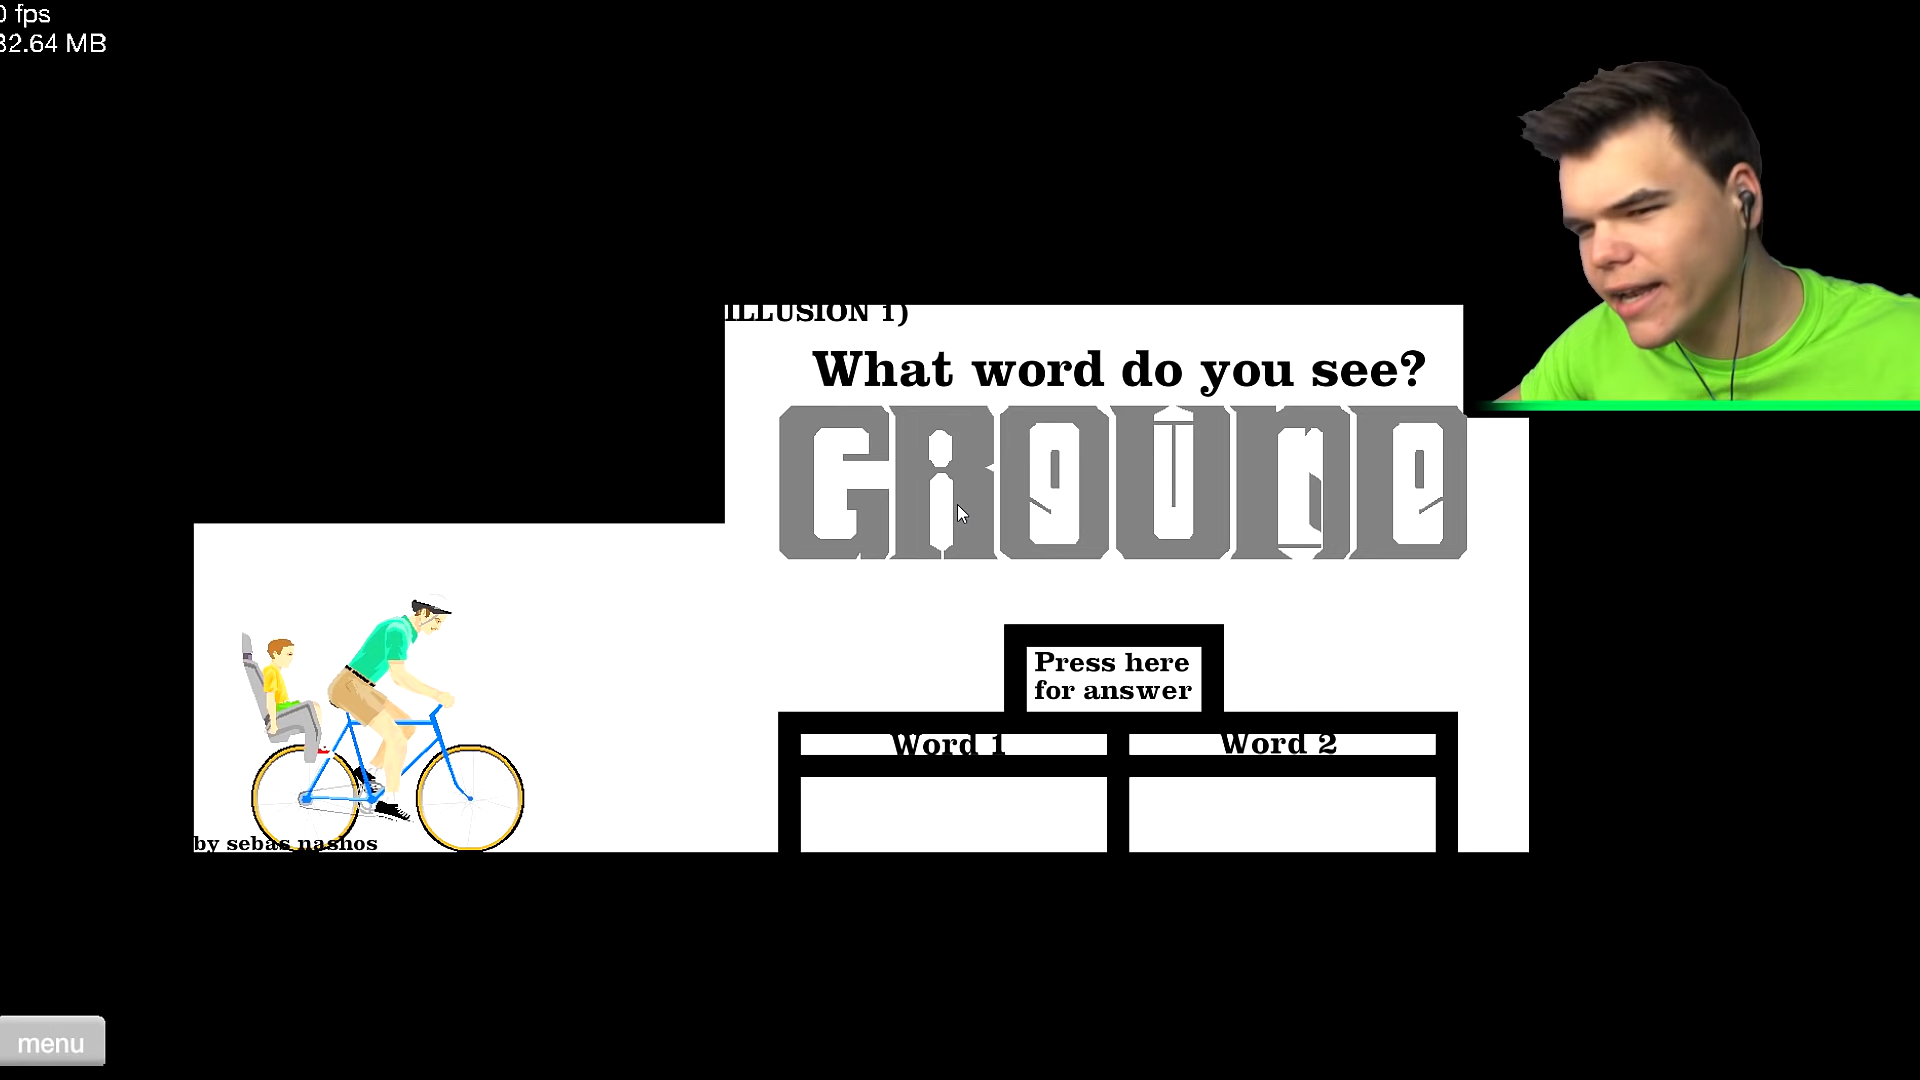 0 fps
32.64 MB
ILLUSION 1)
What word do you see?
GROUND
Press here
for answer
Word 1
Word 2
by sebas nashos
menu